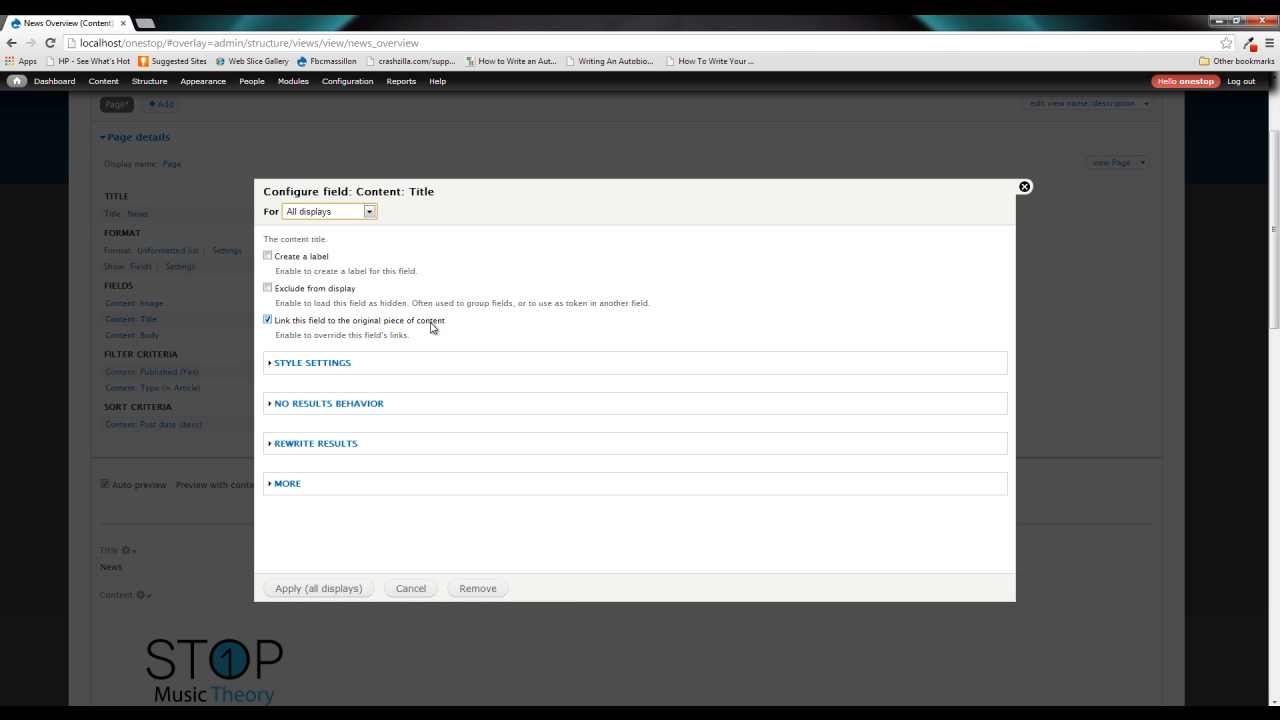 News Overview (Content)
localhost/onestop/#overlay=admin/structure/views/view/news_overview
Apps HP - See What's Hot Suggested Sites Web Slice Gallery Fbcmassillon crashzilla.com/supp... How to Write an Aut... Writing An Autobio... How To Write Your ... Other bookmarks
Dashboard Content Structure Appearance People Modules Configuration Reports Help Hello onestop Log out
Page* Add edit view name/description
Page details
Display name: Page view Page
TITLE
Title: News
FORMAT
Format: Unformatted list | Settings
Show: Fields | Settings
FIELDS
Content: Image
Content: Title
Content: Body
FILTER CRITERIA
Content: Published (Yes)
Content: Type (= Article)
SORT CRITERIA
Content: Post date (desc)
Auto preview Preview with conte
Title
News
Content
ST1P
Music Theory
Configure field: Content: Title
For All displays
The content title.
Create a label
Enable to create a label for this field.
Exclude from display
Enable to load this field as hidden. Often used to group fields, or to use as token in another field.
Link this field to the original piece of content
Enable to override this field's links.
STYLE SETTINGS
NO RESULTS BEHAVIOR
REWRITE RESULTS
MORE
Apply (all displays) Cancel Remove